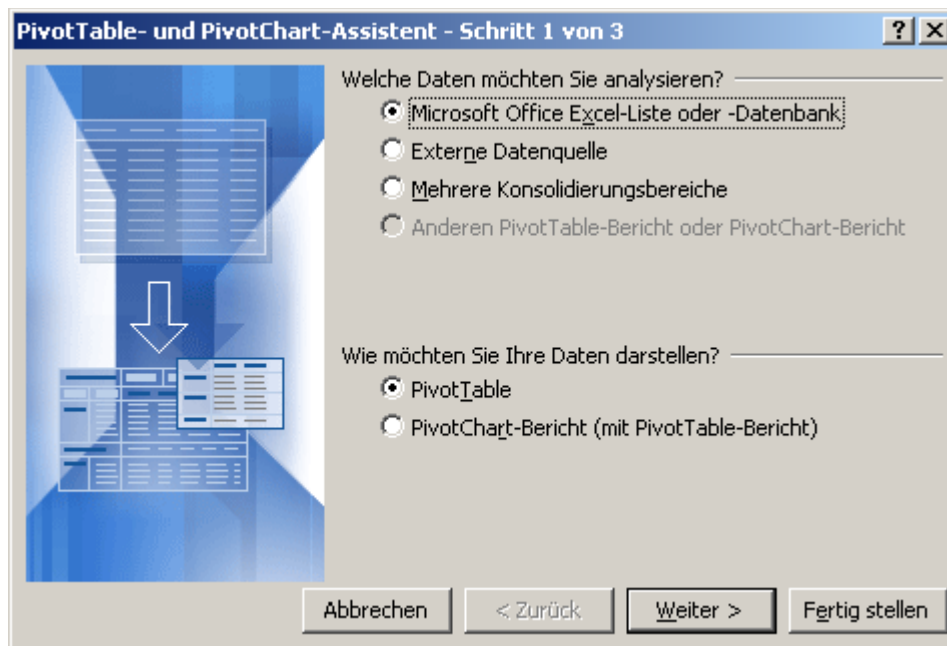 PivotTable- und PivotChart-Assistent - Schritt 1 von 3
Welche Daten möchten Sie analysieren?
Microsoft Office Excel-Liste oder -Datenbank
Externe Datenquelle
Mehrere Konsolidierungsbereiche
Anderen PivotTable-Bericht oder PivotChart-Bericht
Wie möchten Sie Ihre Daten darstellen?
PivotTable
PivotChart-Bericht (mit PivotTable-Bericht)
Abbrechen < Zurück Weiter > Fertig stellen